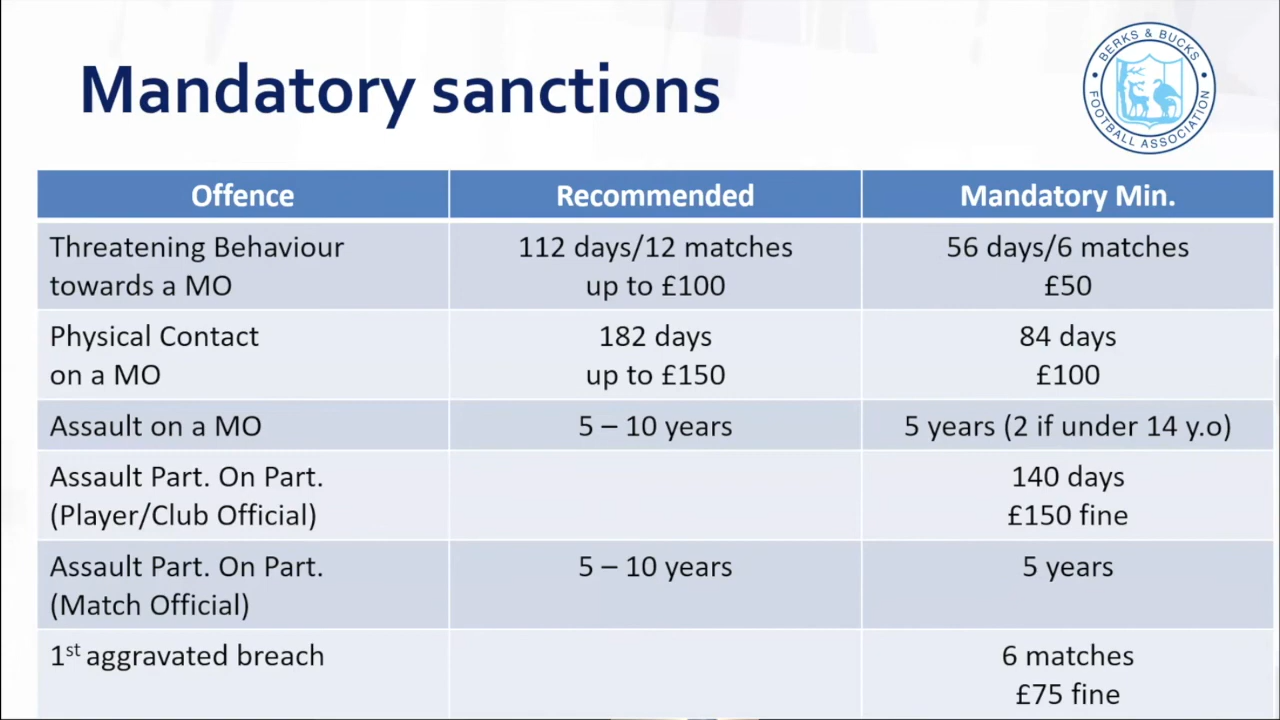 Mandatory sanctions
BERKS & BUCKS
FOOTBALL ASSOCIATION
Offence
Recommended
Mandatory Min.
Threatening Behaviour
towards a MO
112 days/12 matches
up to £100
56 days/6 matches
£50
Physical Contact
on a MO
182 days
up to £150
84 days
£100
Assault on a MO
5 – 10 years
5 years (2 if under 14 y.o)
Assault Part. On Part.
(Player/Club Official)
140 days
£150 fine
Assault Part. On Part.
(Match Official)
5 – 10 years
5 years
1st aggravated breach
6 matches
£75 fine